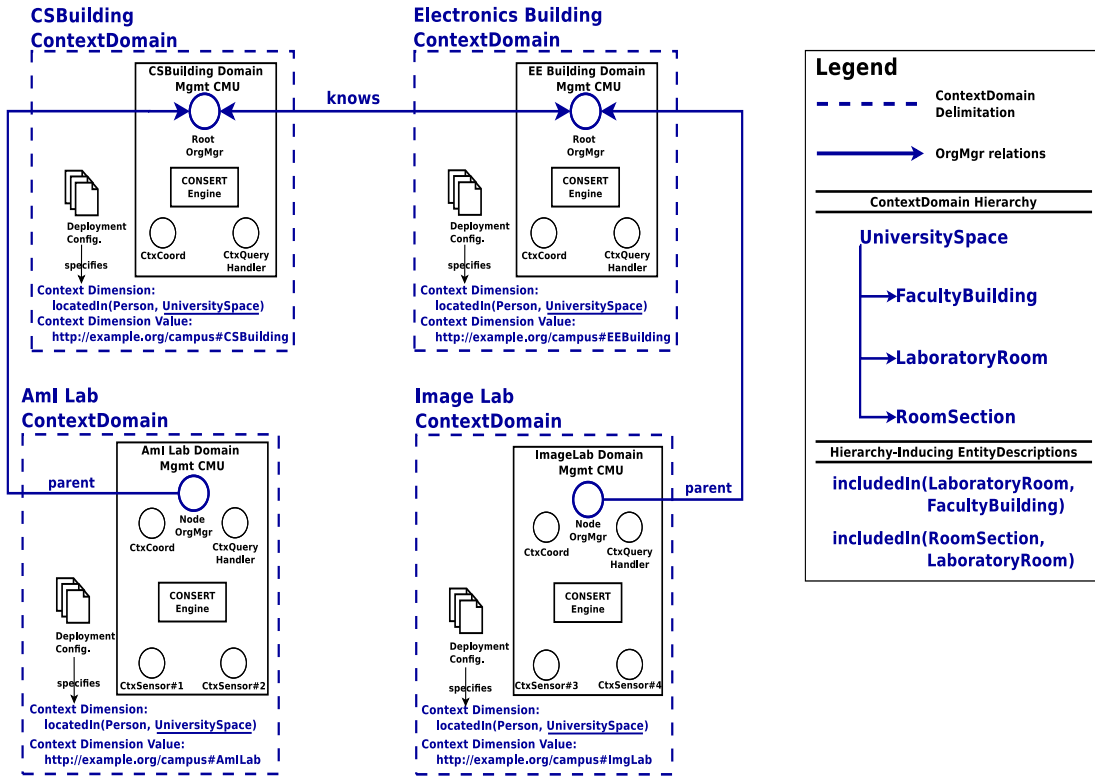 CSBuilding
ContextDomain
CSBuilding Domain
Mgmt CMU
Root
OrgMgr
CONSERT
Engine
Deployment
Config.
CtxCoord
CtxQuery
Handler
specifies
Context Dimension:
locatedIn(Person, UniversitySpace)
Context Dimension Value:
http://example.org/campus#CSBuilding
knows
Electronics Building
ContextDomain
EE Building Domain
Mgmt CMU
Root
OrgMgr
CONSERT
Engine
Deployment
Config.
CtxCoord
CtxQuery
Handler
specifies
Context Dimension:
locatedIn(Person, UniversitySpace)
Context Dimension Value:
http://example.org/campus#EEBuilding
AmI Lab
ContextDomain
AmI Lab Domain
Mgmt CMU
parent
Node
OrgMgr
CtxCoord
CtxQuery
Handler
CONSERT
Engine
Deployment
Config.
specifies
CtxSensor#1
CtxSensor#2
Context Dimension:
locatedIn(Person, UniversitySpace)
Context Dimension Value:
http://example.org/campus#AmILab
Image Lab
ContextDomain
ImageLab Domain
Mgmt CMU
parent
Node
OrgMgr
CtxCoord
CtxQuery
Handler
CONSERT
Engine
Deployment
Config.
specifies
CtxSensor#3
CtxSensor#4
Context Dimension:
locatedIn(Person, UniversitySpace)
Context Dimension Value:
http://example.org/campus#ImgLab
Legend
ContextDomain
Delimitation
OrgMgr relations
ContextDomain Hierarchy
UniversitySpace
FacultyBuilding
LaboratoryRoom
RoomSection
Hierarchy-Inducing EntityDescriptions
includedIn(LaboratoryRoom,
FacultyBuilding)
includedIn(RoomSection,
LaboratoryRoom)